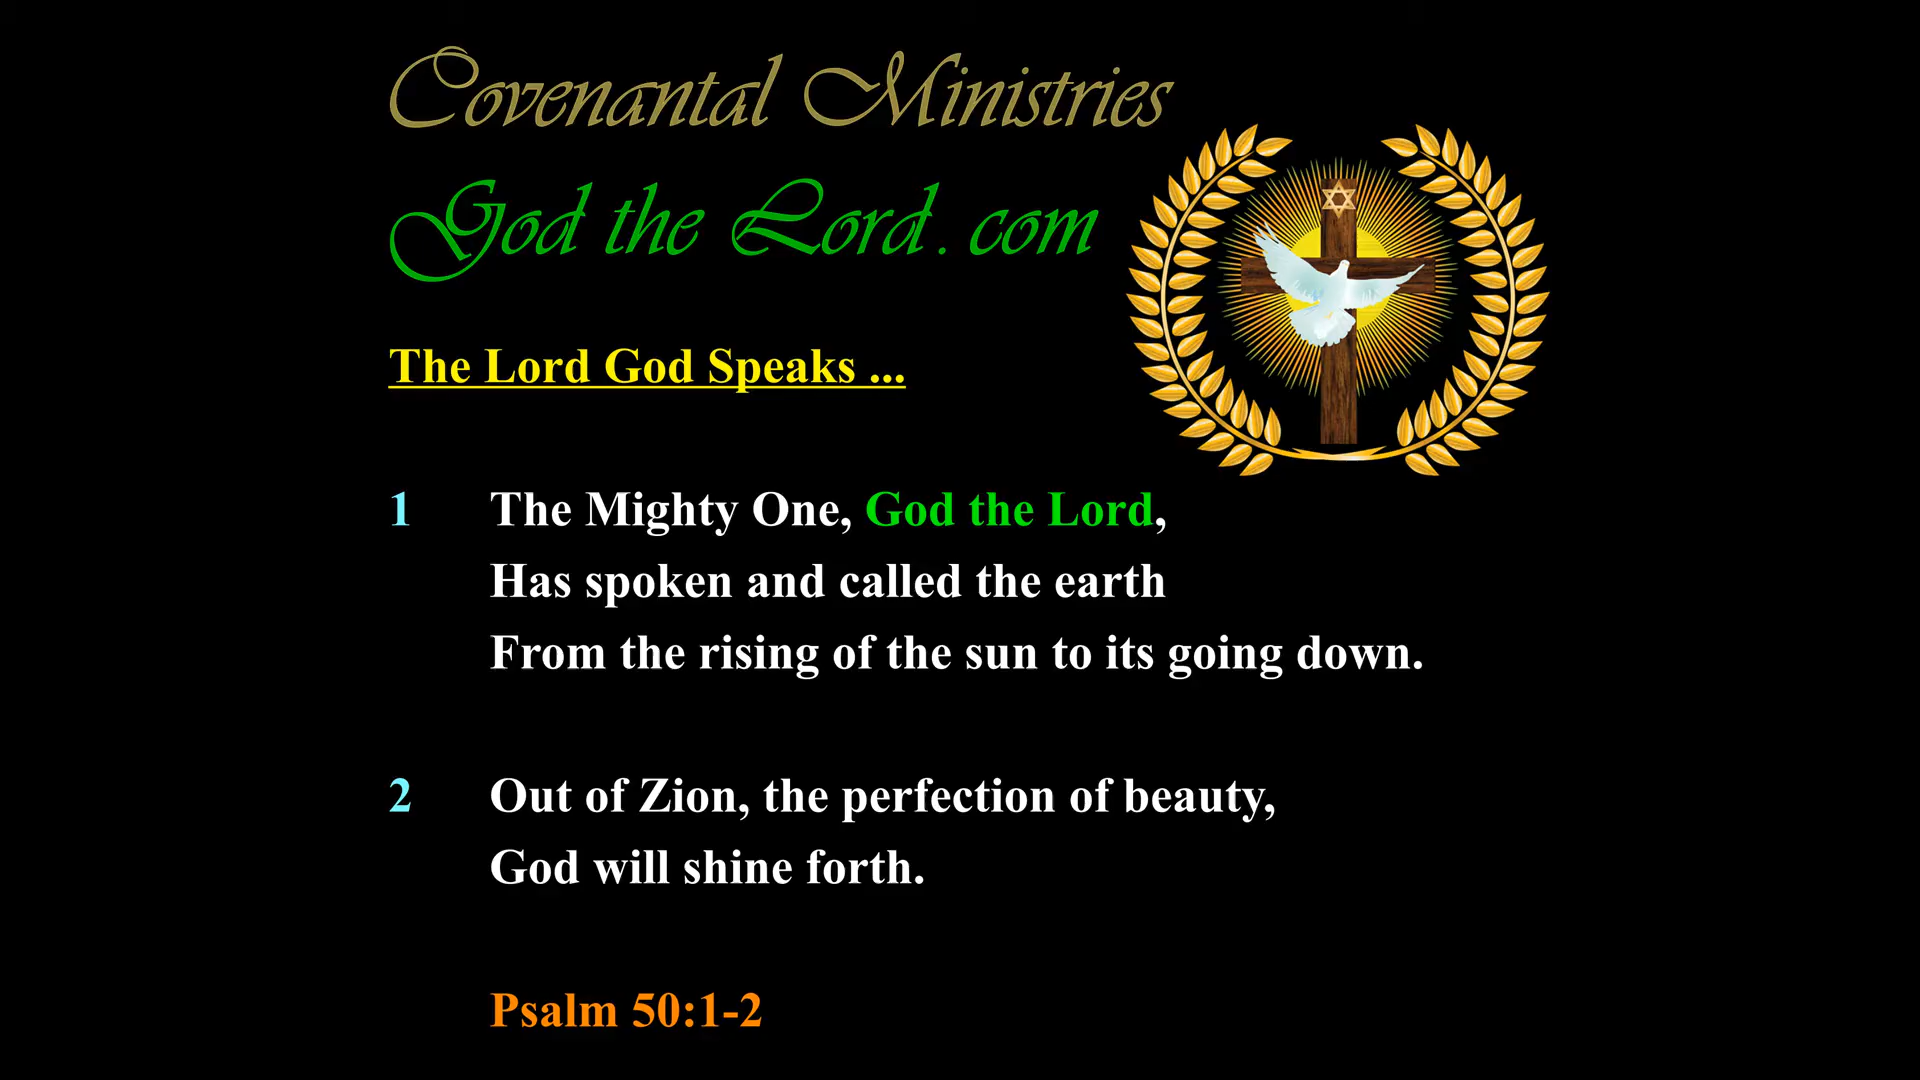 Covenantal Ministries
God the Lord.com
The Lord God Speaks ...
1 The Mighty One, God the Lord,
Has spoken and called the earth
From the rising of the sun to its going down.
2 Out of Zion, the perfection of beauty,
God will shine forth.
Psalm 50:1-2